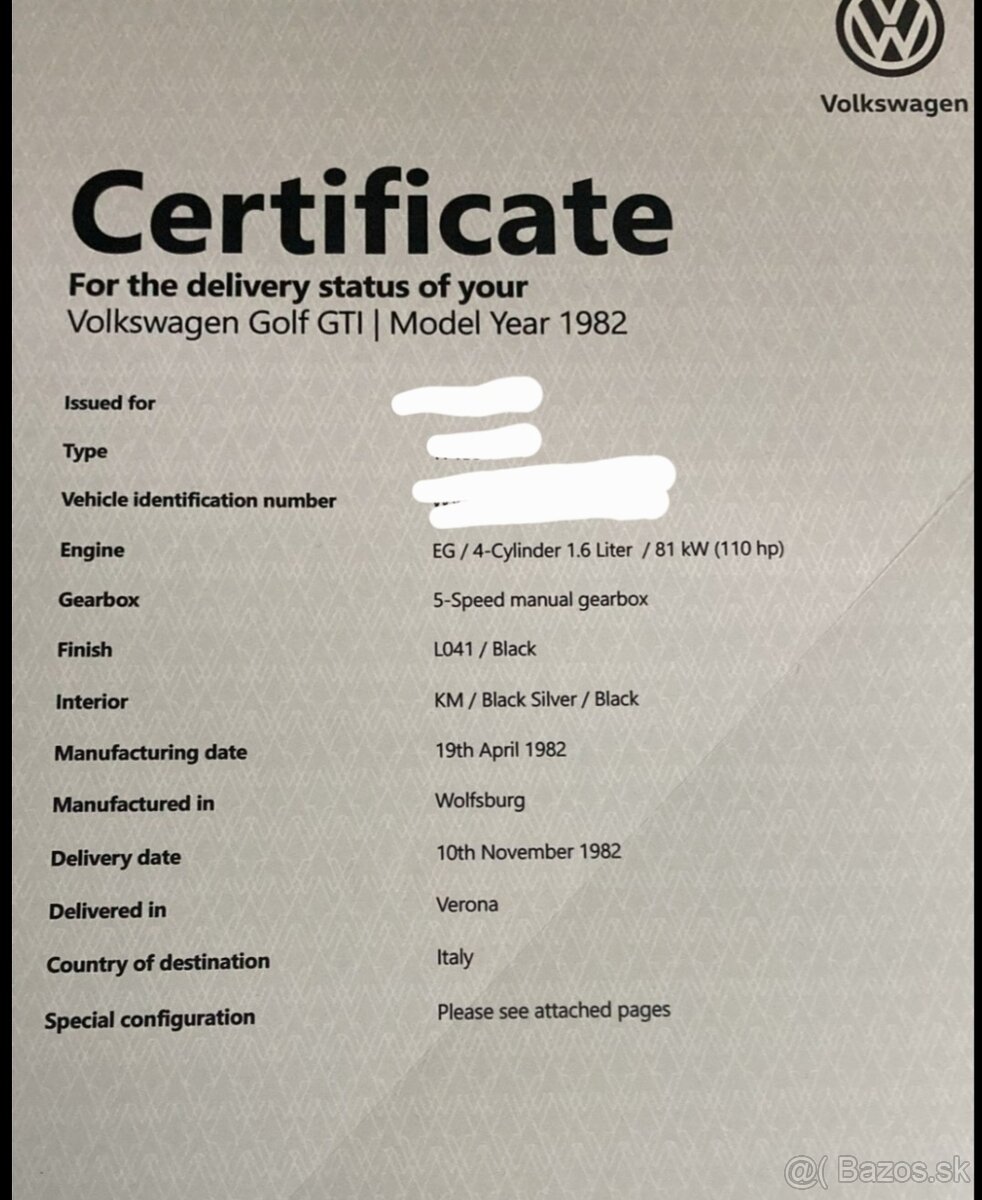 Volkswagen
Certificate
For the delivery status of your
Volkswagen Golf GTI | Model Year 1982
Issued for
Type
Vehicle identification number
Engine EG / 4-Cylinder 1.6 Liter / 81 kW (110 hp)
Gearbox 5-Speed manual gearbox
Finish L041 / Black
Interior KM / Black Silver / Black
Manufacturing date 19th April 1982
Manufactured in Wolfsburg
Delivery date 10th November 1982
Delivered in Verona
Country of destination Italy
Special configuration Please see attached pages
@( Bazos.sk